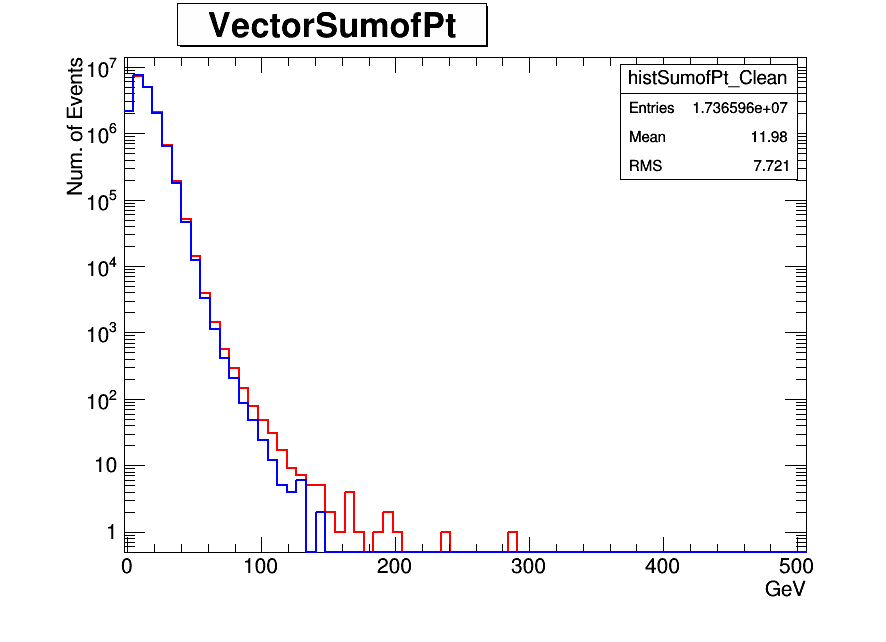 VectorSumofPt
histSumofPt_Clean
Entries 1.736596e+07
Mean 11.98
RMS 7.721
Num. of Events
10^7
10^6
10^5
10^4
10^3
10^2
10
1
0 100 200 300 400 500
GeV